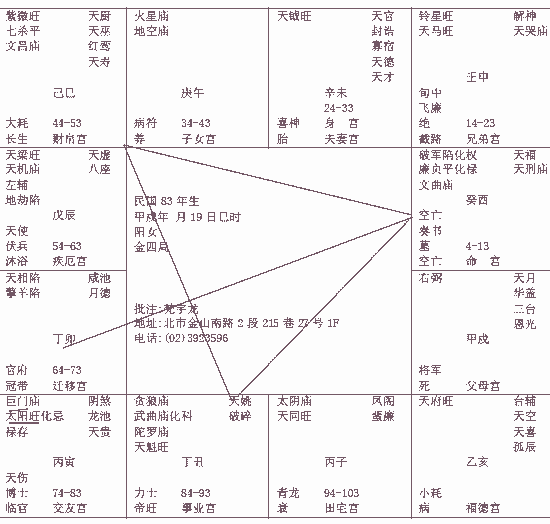 紫微旺 天厨
七杀平 天巫
文昌庙 红鸾
天寿
己巳
大耗 44-53
长生 财帛宫
火星庙
地空庙
庚午
病符 34-43
养 子女宫
天钺旺 天官
封诰
寡宿
天德
天才
辛未
24-33
喜神 身 宫
胎 夫妻宫
铃星旺 解神
天马旺 天哭庙
壬申
旬中
飞廉
绝 14-23
截路 兄弟宫
天梁旺 天虚
天机庙 八座
左辅
地劫陷
戊辰
天使
伏兵 54-63
沐浴 疾厄宫
民国 83 年生
甲戌年 月 19 日巳时
阳女
金四局
批注:梵宇龙
地址:北市金山南路 2 段 215 巷 27 号 1F
电话:(02)3923596
破军陷化权 天福
廉贞平化禄 天刑庙
文曲庙
癸酉
空亡
奏书
墓 4-13
空亡 命 宫
天相陷 咸池
擎羊陷 月德
丁卯
官府 64-73
冠带 迁移宫
右弼 天月
华盖
三台
恩光
甲戌
将军
死 父母宫
巨门庙 阴煞
太阳旺化忌 龙池
禄存 天贵
丙寅
天伤
博士 74-83
临官 交友宫
贪狼庙 天姚
武曲庙化科 破碎
陀罗庙
天魁旺
丁丑
力士 84-93
帝旺 事业宫
太阴庙 凤阁
天同旺 蜚廉
丙子
青龙 94-103
衰 田宅宫
天府旺 台辅
天空
天喜
孤辰
乙亥
小耗
病 福德宫